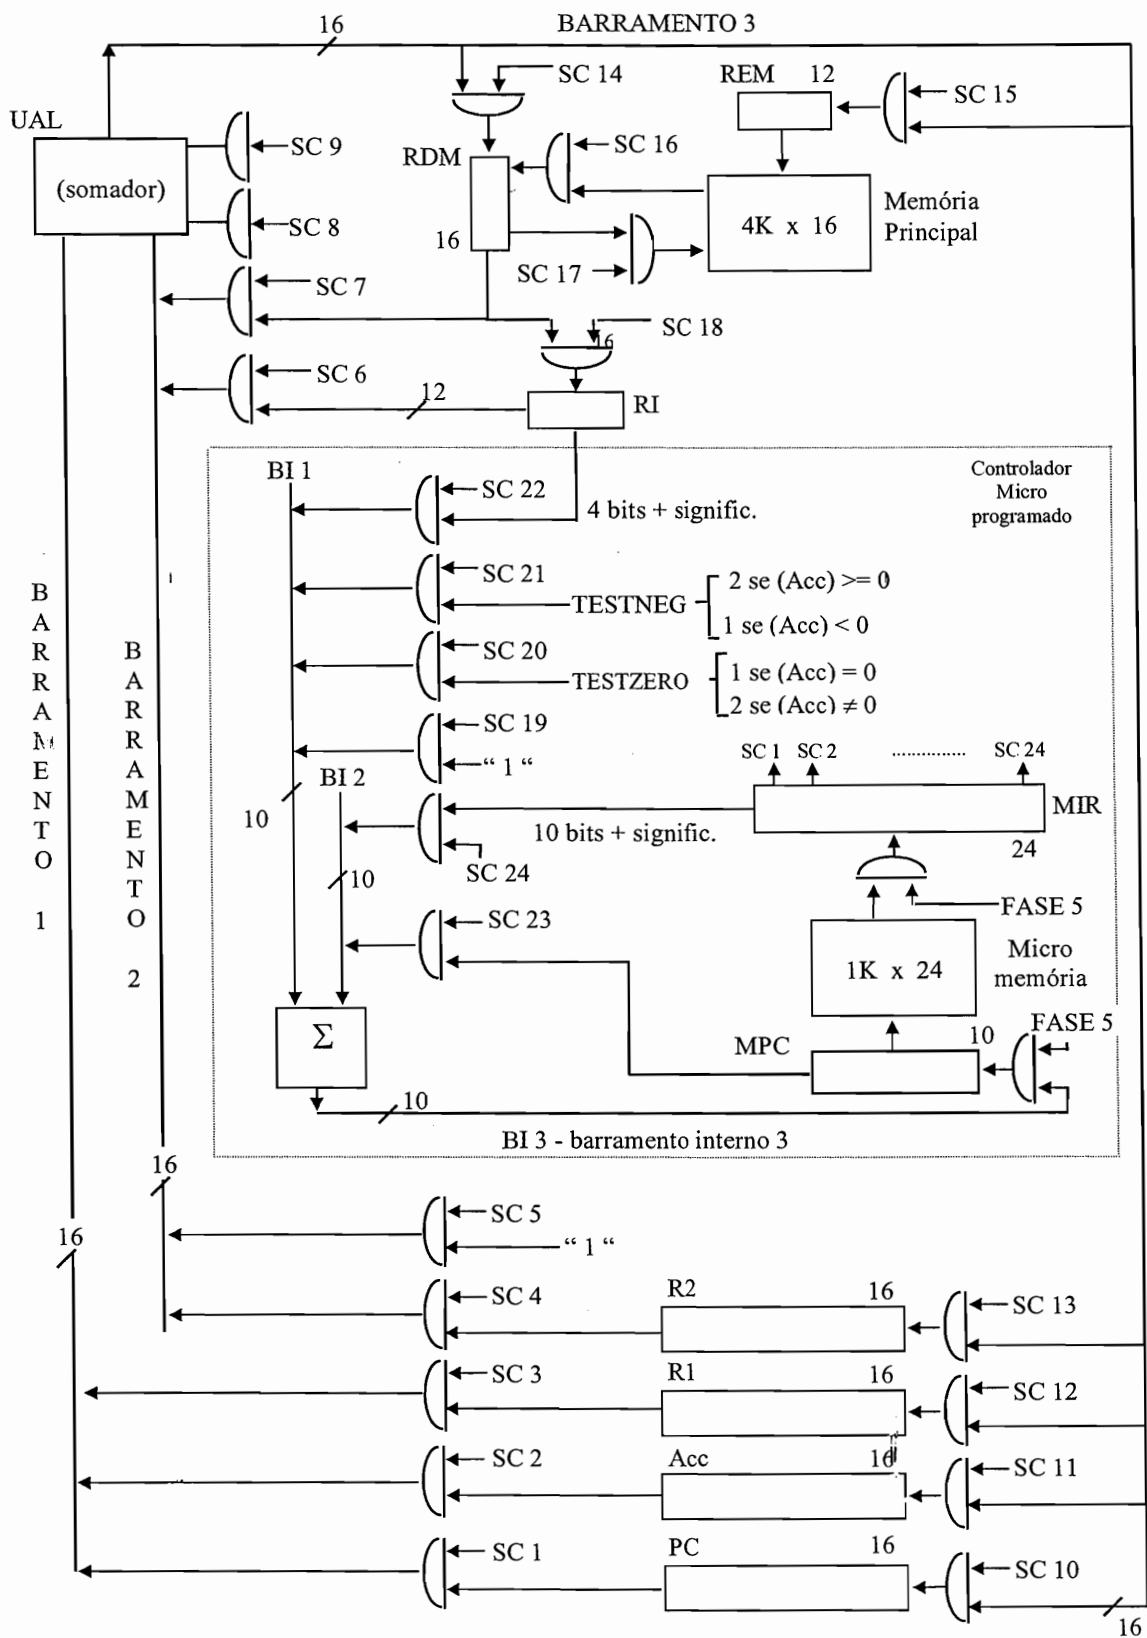 16
BARRAMENTO 3
SC 14
REM 12
SC 15
UAL
SC 9
(somador)
SC 8
RDM
SC 16
16
SC 17
4K x 16
Memória
Principal
SC 7
SC 18
16
SC 6
12
RI
BI 1
SC 22
4 bits + signific.
Controlador
Micro
programado
SC 21
TESTNEG
2 se (Acc) >= 0
1 se (Acc) < 0
SC 20
TESTZERO
1 se (Acc) = 0
2 se (Acc) ≠ 0
SC 19
“ 1 “
BI 2
10
SC 1 SC 2 ............... SC 24
MIR
24
10 bits + signific.
SC 24
10
FASE 5
SC 23
1K x 24
Micro
memória
FASE 5
Σ
MPC
10
10
BI 3 - barramento interno 3
BARRAMENTO 1
BARRAMENTO 2
16
16
SC 5
“ 1 “
SC 4
R2 16
SC 13
SC 3
R1 16
SC 12
SC 2
Acc 16
SC 11
SC 1
PC 16
SC 10
16